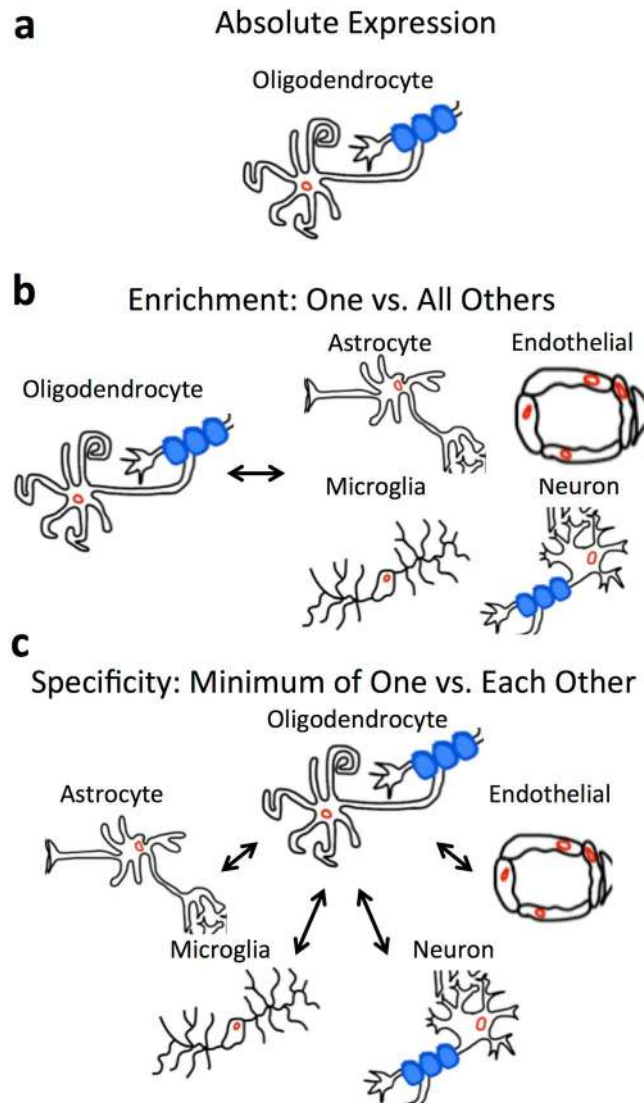 a
Absolute Expression
Oligodendrocyte
b
Enrichment: One vs. All Others
Astrocyte
Endothelial
Oligodendrocyte
Microglia
Neuron
c
Specificity: Minimum of One vs. Each Other
Oligodendrocyte
Astrocyte
Endothelial
Microglia
Neuron